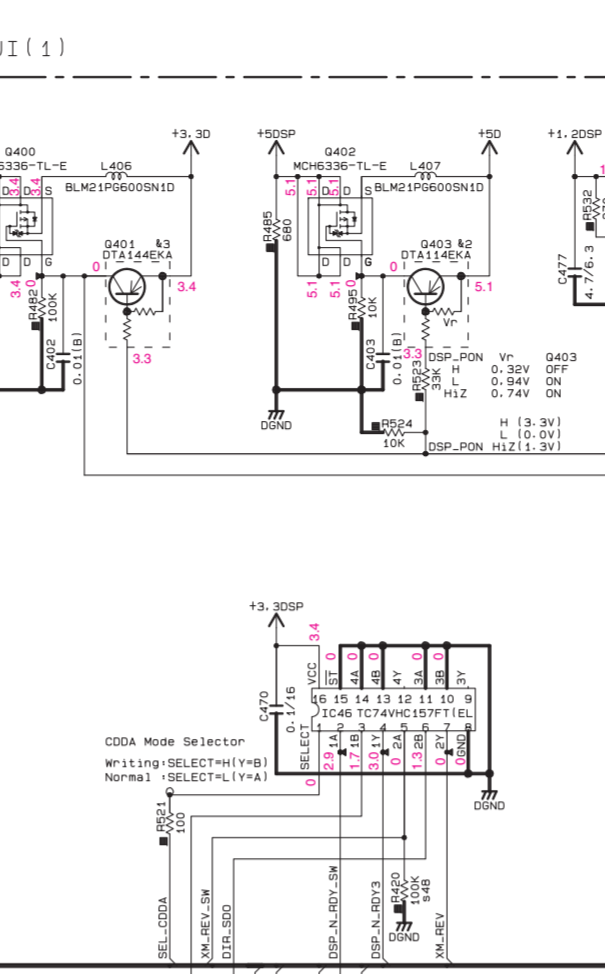 UI(1)
+3.3D
+5DSP
+5D
+1.2DSP
Q400
6336-TL-E
L406
BLM21PG600SN1D
Q402
MCH6336-TL-E
L407
BLM21PG600SN1D
D
3.4
D
3.4
S
D
D
G
3.4
0
R482
100K
C402
0.01(B)
0
Q401 &3
DTA144EKA
3.4
3.3
R485
680
5.1
5.1
D
5.1
D
S
D
D
G
5.1
5.1
0
R495
10K
C403
0.01(B)
0
Q403 &2
DTA114EKA
5.1
Vr
3.3
R523
33K
R532
C477
4.7/6.3
DSP_PON Vr Q403
H 0.32V OFF
L 0.94V ON
HiZ 0.74V ON
DGND
R524
10K
H (3.3V)
L (0.0V)
DSP_PON HiZ(1.3V)
+3.3DSP
3.4
C470
0.1/16
VCC
ST
0
4A
0
4B
0
4Y
3A
0
3B
0
3Y
16 15 14 13 12 11 10 9
IC46 TC74VHC157FT(EL
1 2 3 4 5 6 7 8
SELECT
0
1A
2.9
1B
1.7
1Y
3.0
2A
0
2B
1.3
2Y
0
GND
0
CDDA Mode Selector
Writing:SELECT=H(Y=B)
Normal :SELECT=L(Y=A)
DGND
R521
100
R420
100K
s48
DGND
SEL_CDDA
XM_REV_SW
DIR_SDO
DSP_N_RDY_SW
DSP_N_RDY3
XM_REV